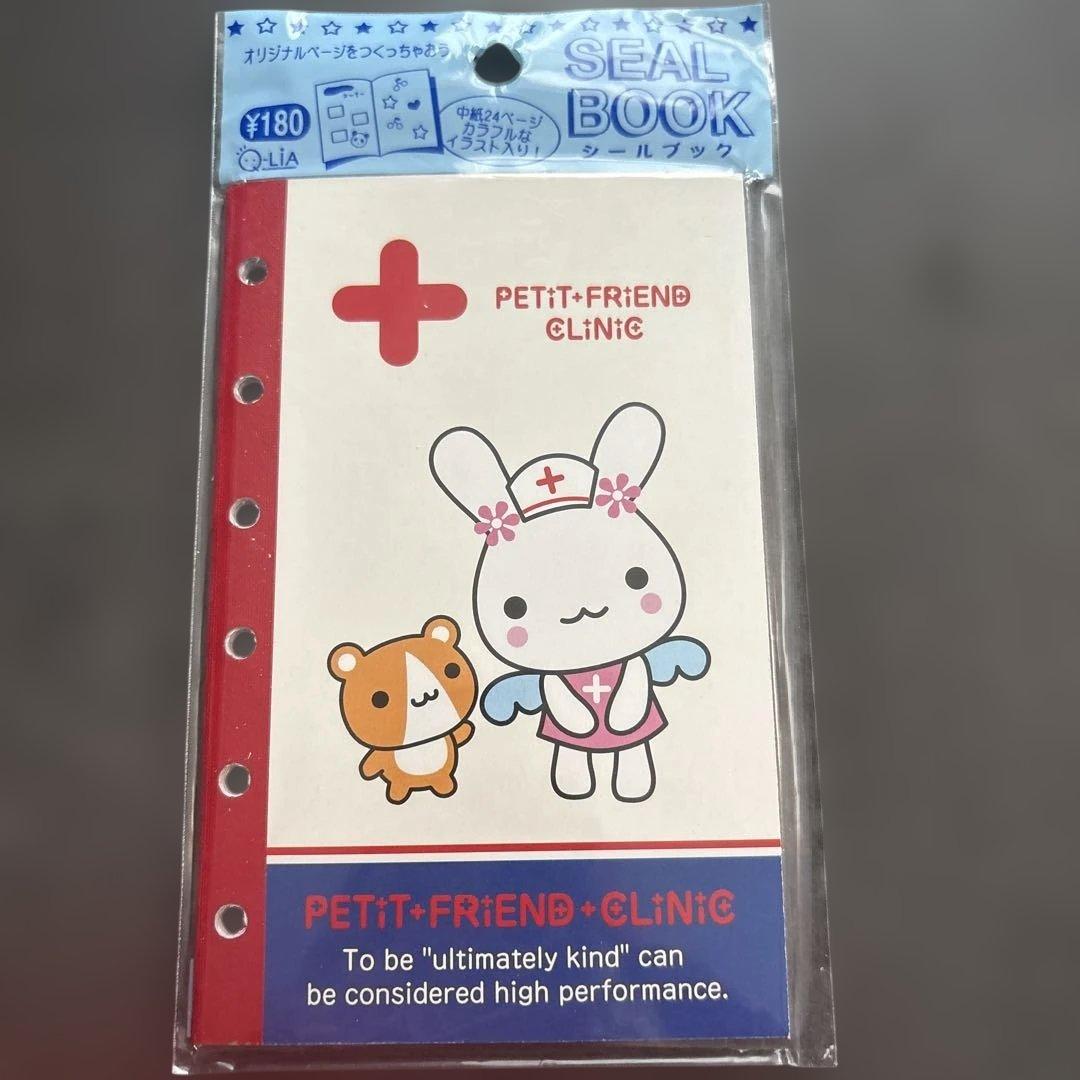 オリジナルページをつくっちゃおう
SEAL
BOOK
シールブック
¥180
Q-LiA
中紙24ページ
カラフルな
イラスト入り!
PETiT+FRiEND
CLiNiC
PETiT+FRiEND+CLiNiC
To be "ultimately kind" can
be considered high performance.